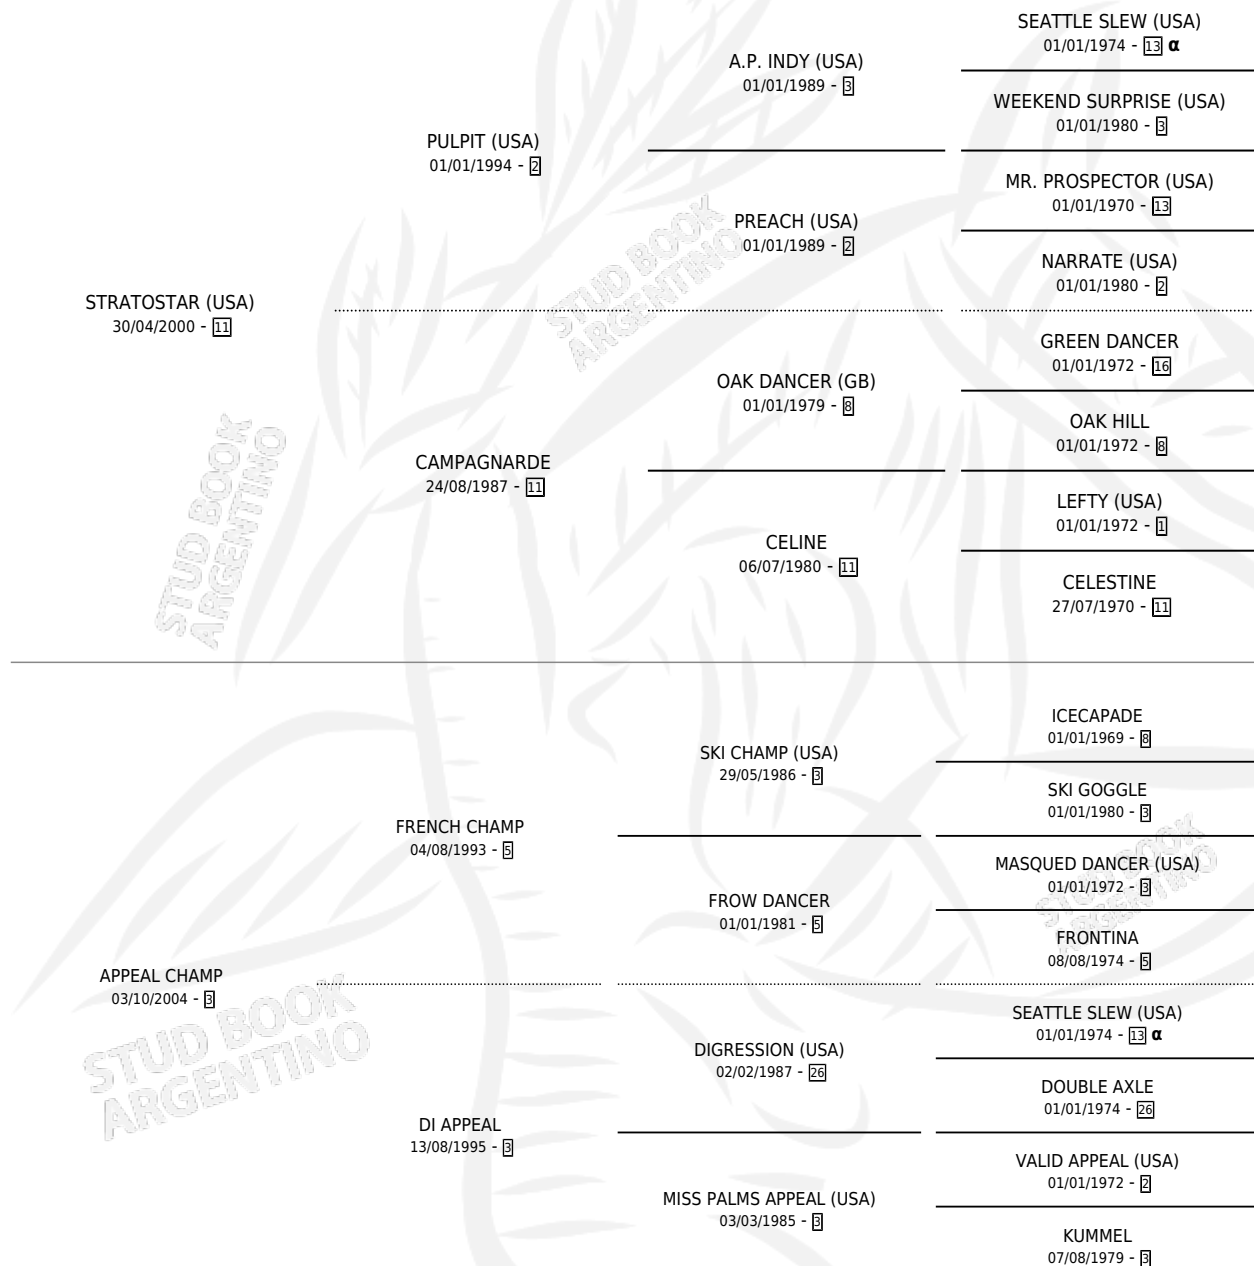 SEATTLE SLEW (USA)
01/01/1974 - 13 α
A.P. INDY (USA)
01/01/1989 - 3
WEEKEND SURPRISE (USA)
01/01/1980 - 3
PULPIT (USA)
01/01/1994 - 2
MR. PROSPECTOR (USA)
01/01/1970 - 13
PREACH (USA)
01/01/1989 - 2
NARRATE (USA)
01/01/1980 - 2
STRATOSTAR (USA)
30/04/2000 - 11
GREEN DANCER
01/01/1972 - 16
OAK DANCER (GB)
01/01/1979 - 8
OAK HILL
01/01/1972 - 8
CAMPAGNARDE
24/08/1987 - 11
LEFTY (USA)
01/01/1972 - 1
CELINE
06/07/1980 - 11
CELESTINE
27/07/1970 - 11
ICECAPADE
01/01/1969 - 8
SKI CHAMP (USA)
29/05/1986 - 3
SKI GOGGLE
01/01/1980 - 3
FRENCH CHAMP
04/08/1993 - 5
MASQUED DANCER (USA)
01/01/1972 - 3
FROW DANCER
01/01/1981 - 5
FRONTINA
08/08/1974 - 5
APPEAL CHAMP
03/10/2004 - 3
SEATTLE SLEW (USA)
01/01/1974 - 13 α
DIGRESSION (USA)
02/02/1987 - 26
DOUBLE AXLE
01/01/1974 - 26
DI APPEAL
13/08/1995 - 3
VALID APPEAL (USA)
01/01/1972 - 2
MISS PALMS APPEAL (USA)
03/03/1985 - 3
KUMMEL
07/08/1979 - 3
STUD BOOK
ARGENTINO
STUD BOOK
ARGENTINO
STUD BOOK
ARGENTINO
STUD BOOK
ARGENTINO